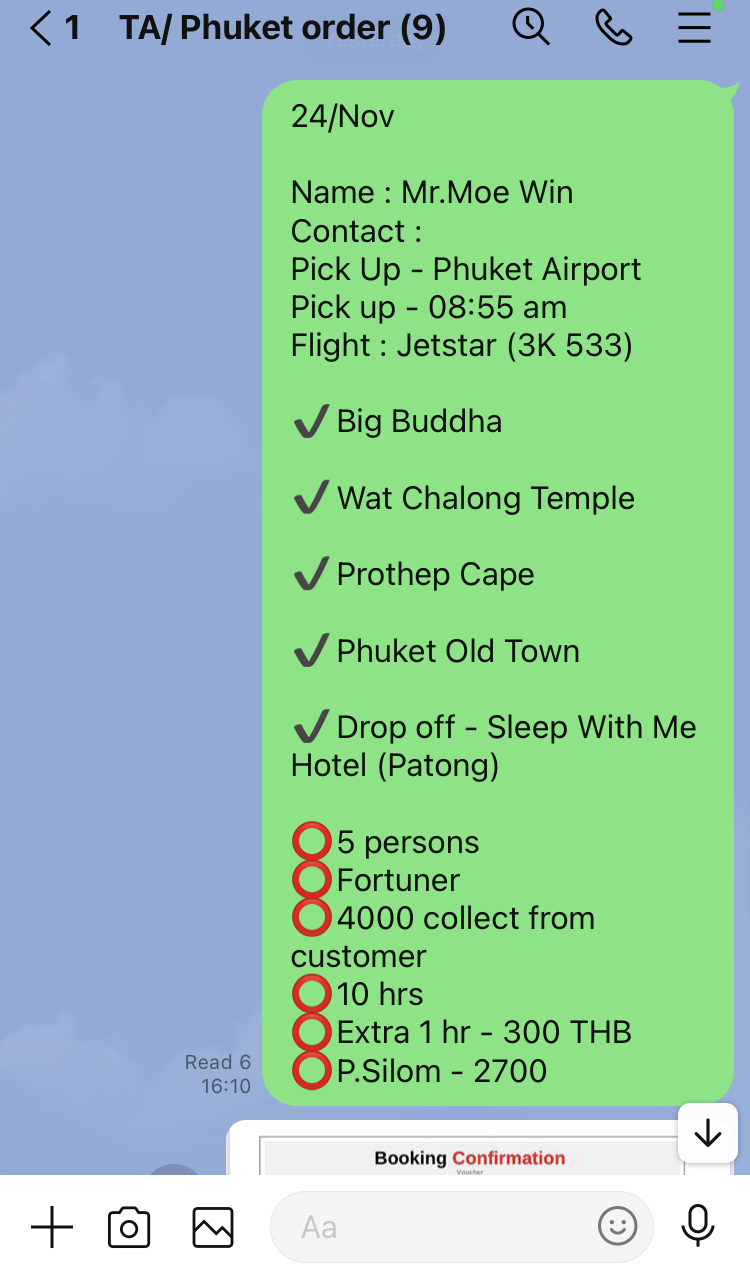 1 TA/ Phuket order (9)
24/Nov
Name : Mr.Moe Win
Contact :
Pick Up - Phuket Airport
Pick up - 08:55 am
Flight : Jetstar (3K 533)
✔️Big Buddha
✔️Wat Chalong Temple
✔️Prothep Cape
✔️Phuket Old Town
✔️Drop off - Sleep With Me
Hotel (Patong)
⭕5 persons
⭕Fortuner
⭕4000 collect from
customer
⭕10 hrs
⭕Extra 1 hr - 300 THB
⭕P.Silom - 2700
Read 6
16:10
Booking Confirmation
Voucher
Aa